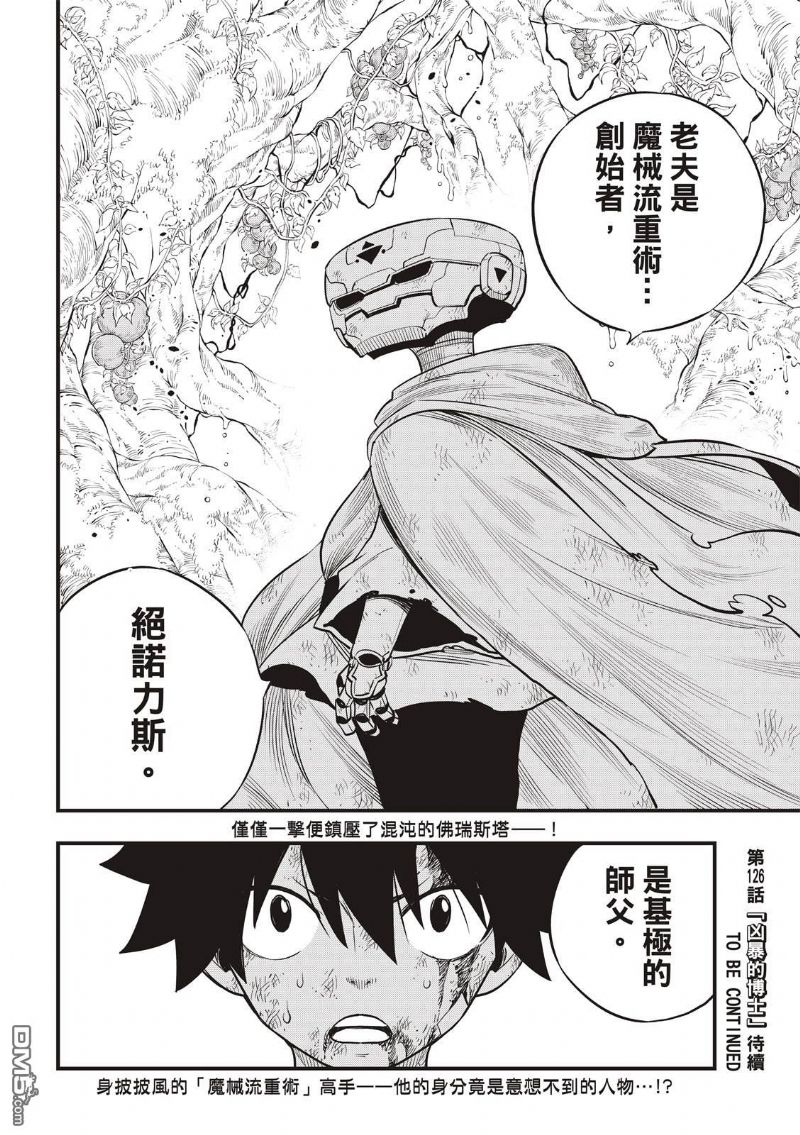 老夫是
魔械流重術…
創始者，
絕諾力斯。
僅僅一擊便鎮壓了混沌的佛瑞斯塔——！
是基極的
師父。
第126話『凶暴的博士』待續
TO BE CONTINUED
身披披風的「魔械流重術」高手——他的身分竟是意想不到的人物…!?
DM5